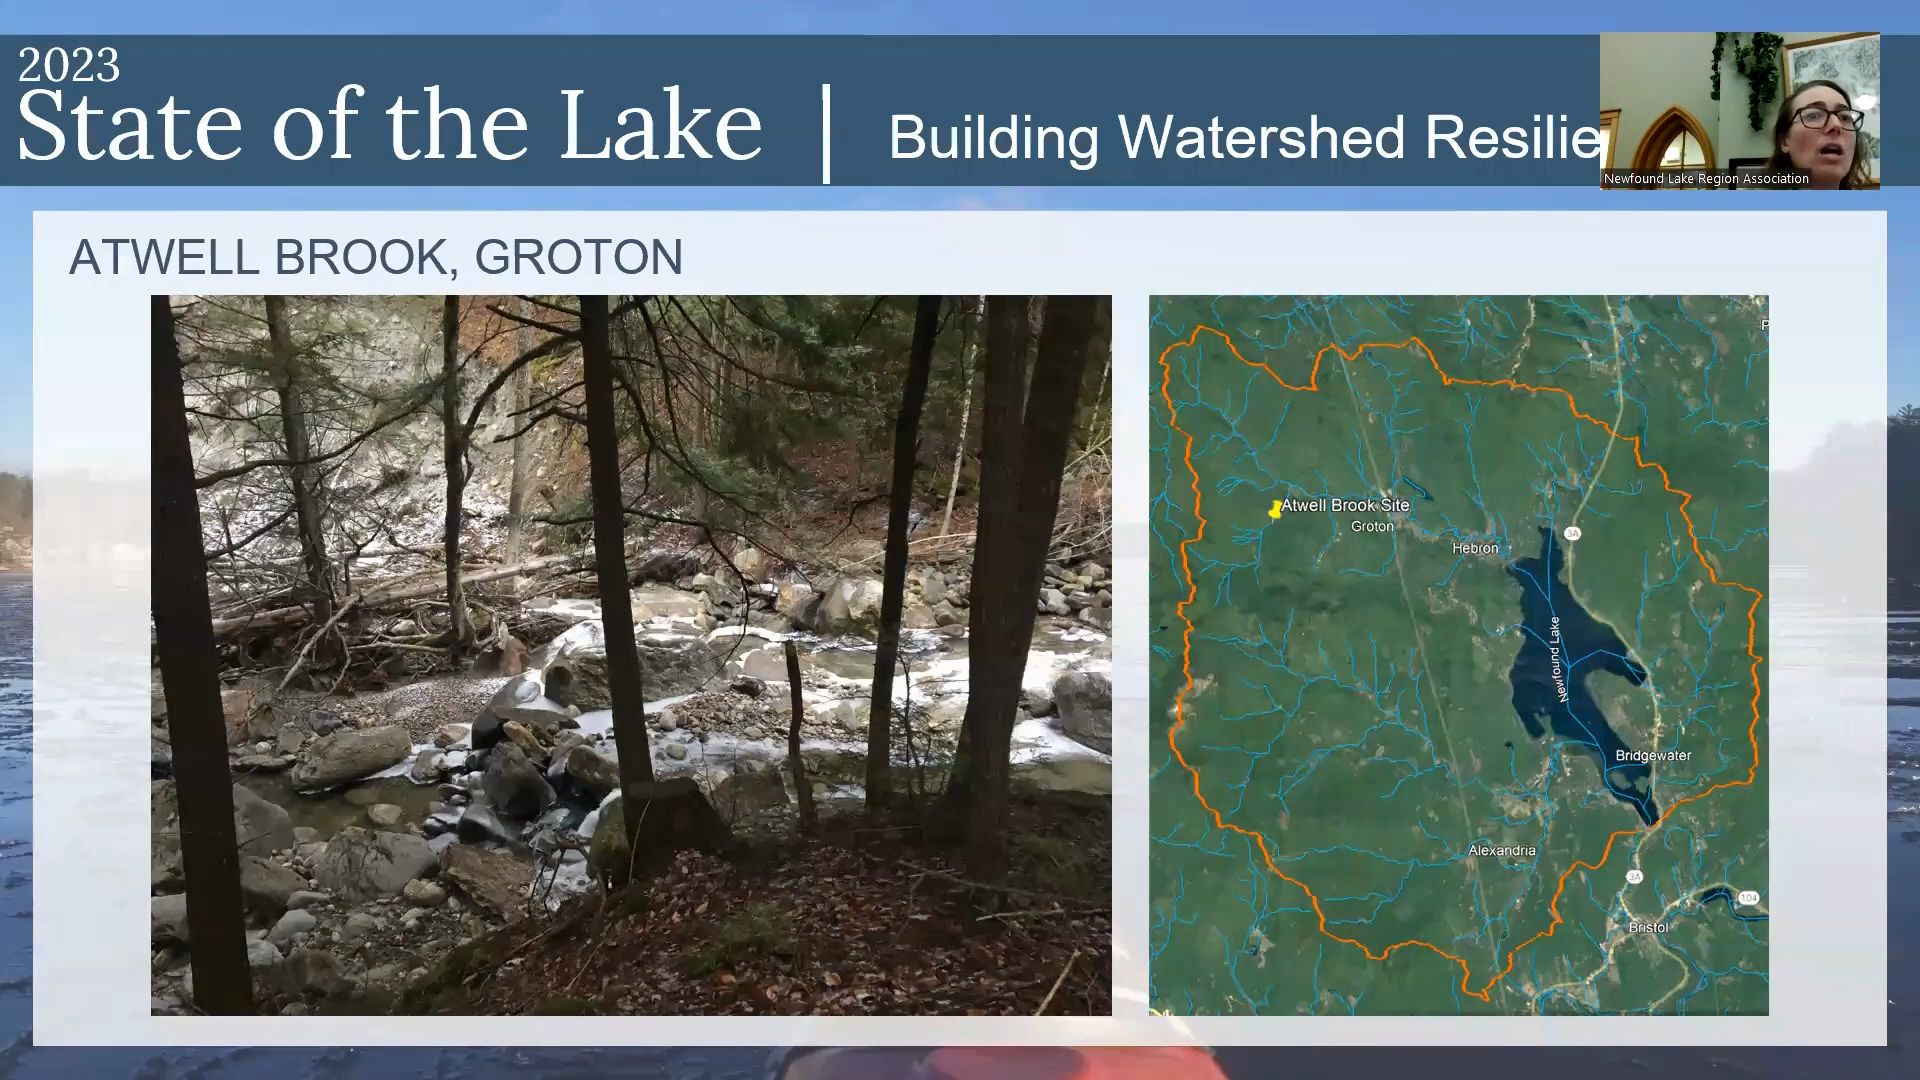 2023
State of the Lake | Building Watershed Resilie
Newfound Lake Region Association
ATWELL BROOK, GROTON
P
Atwell Brook Site
Groton
3A
Hebron
Newfound Lake
Bridgewater
Alexandria
3A
104
Bristol